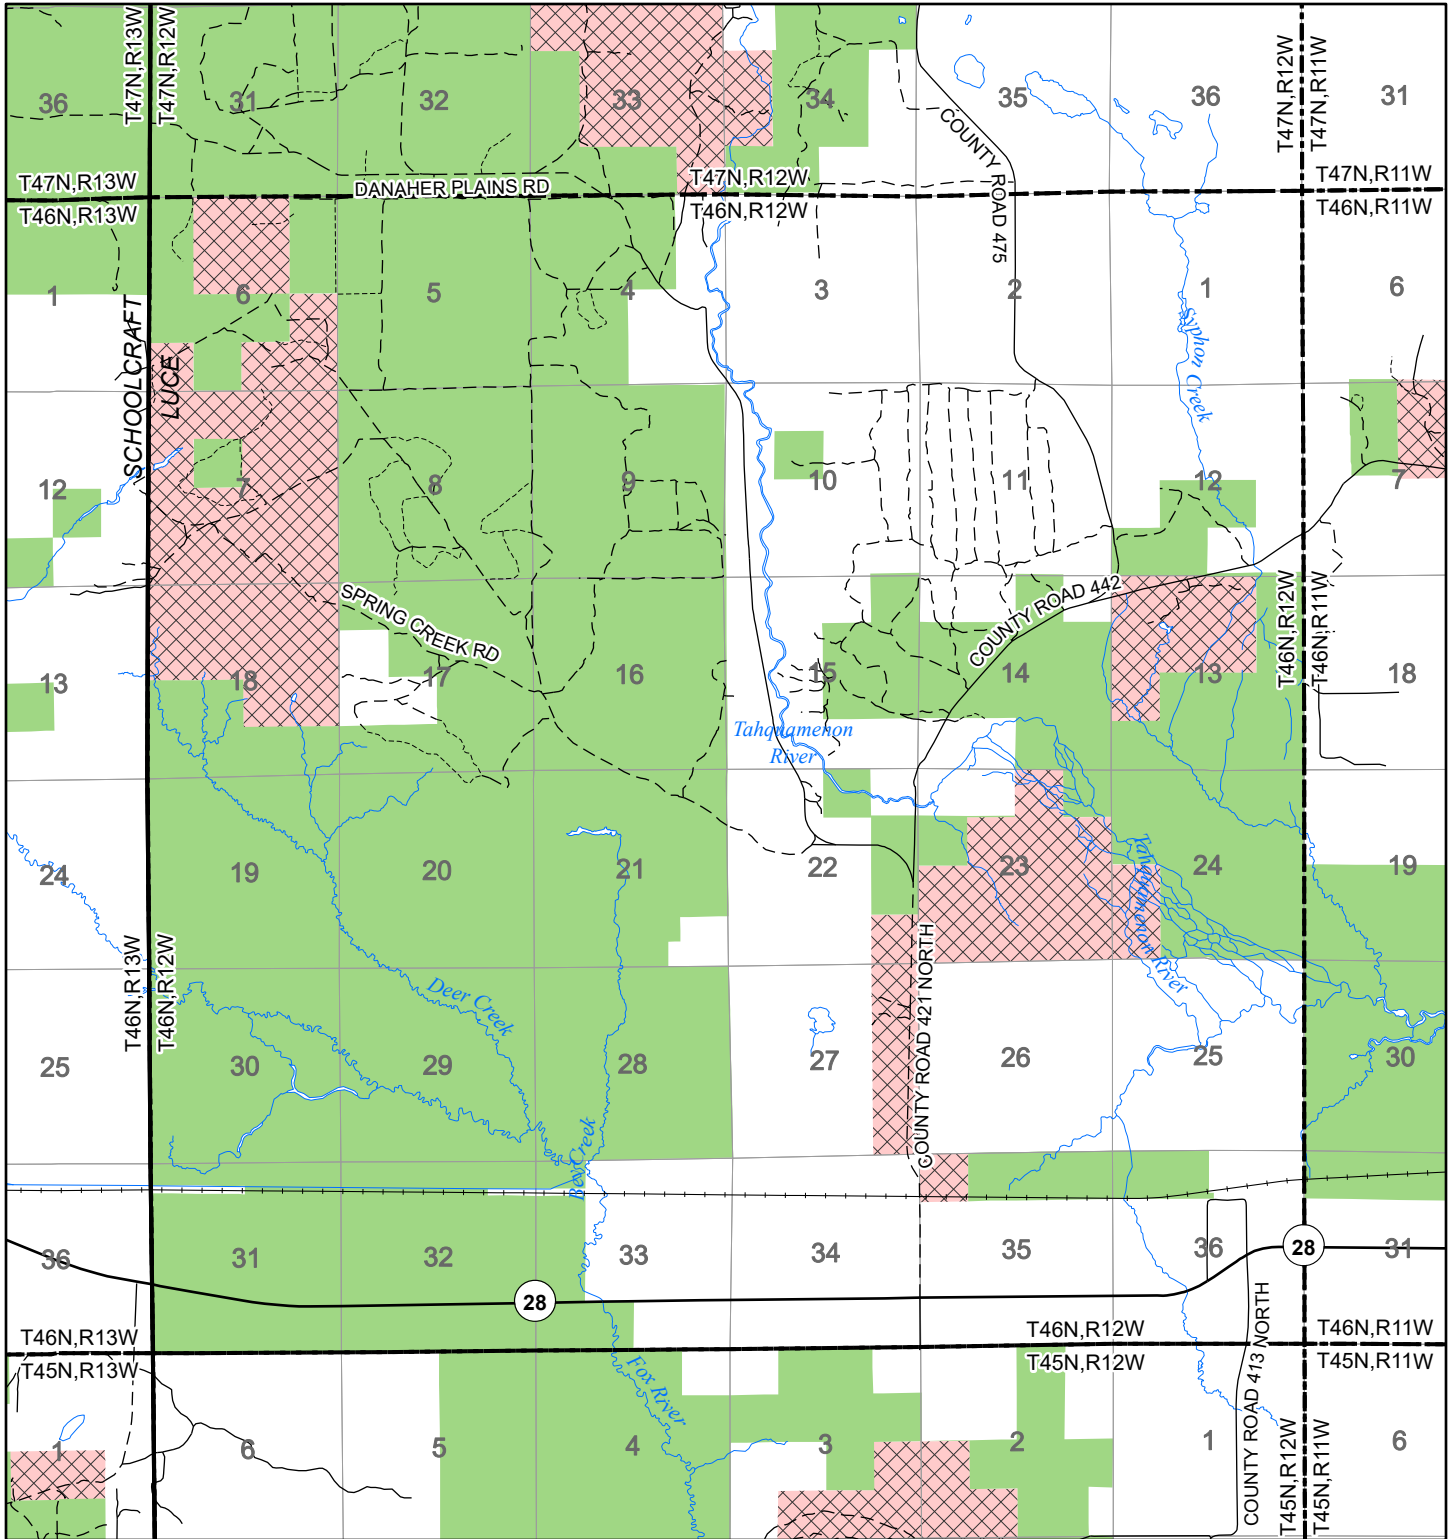 T47N,R13W
T47N,R12W
T47N,R12W
T47N,R11W
36
31
32
33
34
35
36
31
COUNTY ROAD 475
T47N,R13W
DANAHER PLAINS RD
T47N,R12W
T47N,R11W
T46N,R13W
T46N,R12W
T46N,R11W
1
6
5
4
3
2
1
6
SCHOOLCRAFT
LUCE
Syphon Creek
12
7
8
9
10
11
12
7
SPRING CREEK RD
COUNTY ROAD 442
T46N,R12W
T46N,R11W
13
18
17
16
15
14
13
18
Tahquamenon
River
24
19
20
21
22
23
24
19
Tahquamenon River
T46N,R13W
T46N,R12W
Deer Creek
COUNTY ROAD 421 NORTH
25
30
29
28
27
26
25
30
Bev Creek
36
31
32
33
34
35
36
31
28
28
COUNTY ROAD 413 NORTH
T46N,R13W
T46N,R12W
T46N,R11W
T45N,R13W
T45N,R12W
T45N,R11W
Fox River
1
6
5
4
3
2
1
6
T45N,R12W
T45N,R11W